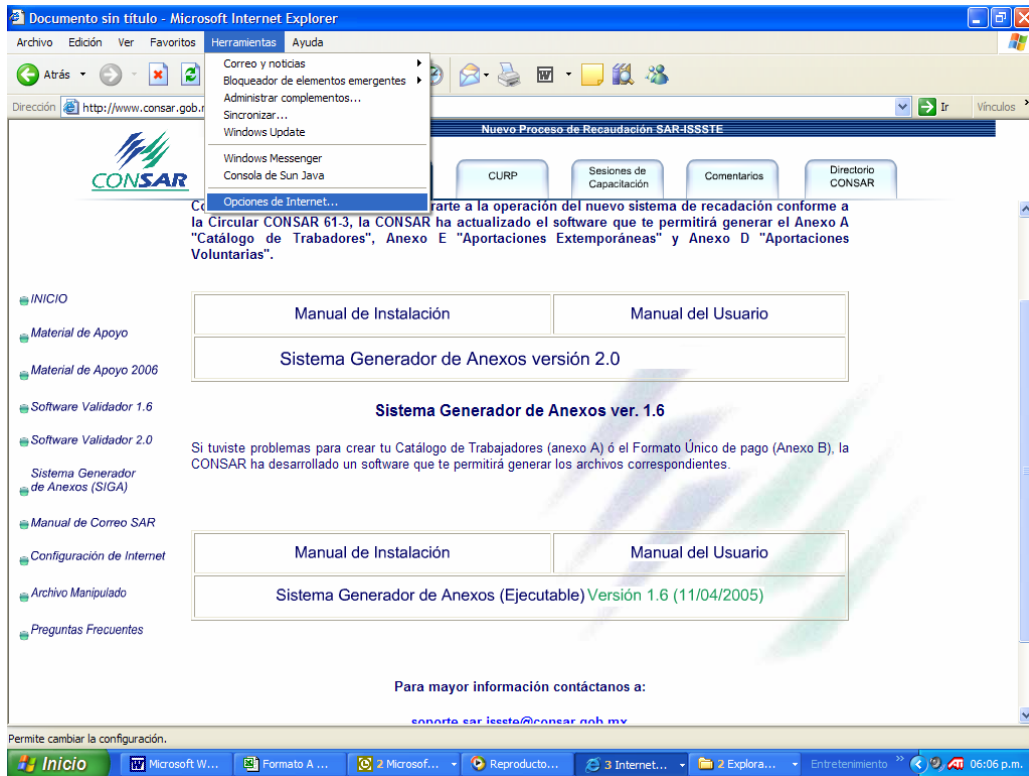 Documento sin título - Microsoft Internet Explorer
Archivo Edición Ver Favoritos Herramientas Ayuda
Atrás
Correo y noticias
Bloqueador de elementos emergentes
Administrar complementos...
Sincronizar...
Windows Update
Windows Messenger
Consola de Sun Java
Opciones de Internet...
Dirección http://www.consar.gob.
Ir Vínculos
Nuevo Proceso de Recaudación SAR-ISSSTE
CONSAR
CURP
Sesiones de Capacitación
Comentarios
Directorio CONSAR
a la operación del nuevo sistema de recadación conforme a
la Circular CONSAR 61-3, la CONSAR ha actualizado el software que te permitirá generar el Anexo A
"Catálogo de Trabadores", Anexo E "Aportaciones Extemporáneas" y Anexo D "Aportaciones
Voluntarias".
INICIO
Material de Apoyo
Material de Apoyo 2006
Software Validador 1.6
Software Validador 2.0
Sistema Generador
de Anexos (SIGA)
Manual de Correo SAR
Configuración de Internet
Archivo Manipulado
Preguntas Frecuentes
Manual de Instalación Manual del Usuario
Sistema Generador de Anexos versión 2.0
Sistema Generador de Anexos ver. 1.6
Si tuviste problemas para crear tu Catálogo de Trabajadores (anexo A) ó el Formato Único de pago (Anexo B), la
CONSAR ha desarrollado un software que te permitirá generar los archivos correspondientes.
Manual de Instalación Manual del Usuario
Sistema Generador de Anexos (Ejecutable) Versión 1.6 (11/04/2005)
Para mayor información contáctanos a:
soporte.sar.issste@consar.gob.mx
Permite cambiar la configuración.
Inicio Microsoft W... Formato A ... 2 Microsof... Reproducto... 3 Internet... 2 Explora... Entretenimiento 06:06 p.m.